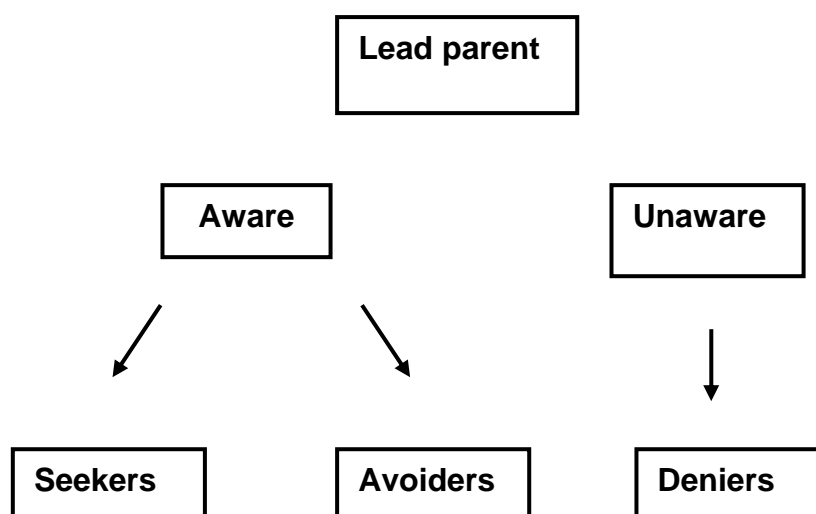 Lead parent
Aware
Unaware
Seekers
Avoiders
Deniers